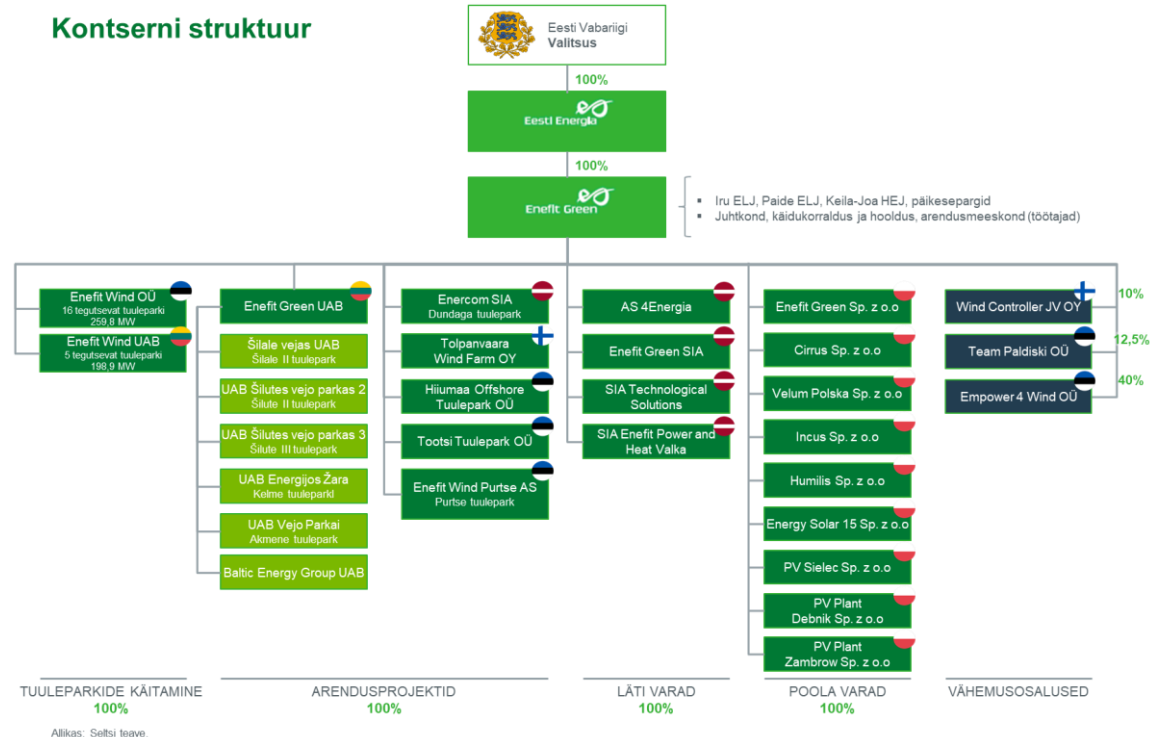 Kontserni struktuur
Eesti Vabariigi
Valitsus
100%
Eesti Energia
100%
Enefit Green
▪ Iru ELJ, Paide ELJ, Keila-Joa HEJ, päikesepargid
▪ Juhtkond, käidukorraldus ja hooldus, arendusmeeskond (töötajad)
Enefit Wind OÜ
16 tegutsevat tuuleparki
259,8 MW
Enefit Wind UAB
5 tegutsevat tuuleparki
198,9 MW
Enefit Green UAB
Šilale vejas UAB
Šilale II tuulepark
UAB Šilutes vejo parkas 2
Šilute II tuulepark
UAB Šilutes vejo parkas 3
Šilute III tuulepark
UAB Energijos Žara
Kelme tuuleparkl
UAB Vejo Parkai
Akmene tuulepark
Baltic Energy Group UAB
Enercom SIA
Dundaga tuulepark
Tolpanvaara
Wind Farm OY
Hiiumaa Offshore
Tuulepark OÜ
Tootsi Tuulepark OÜ
Enefit Wind Purtse AS
Purtse tuulepark
AS 4Energia
Enefit Green SIA
SIA Technological
Solutions
SIA Enefit Power and
Heat Valka
Enefit Green Sp. z o.o
Cirrus Sp. z o.o
Velum Polska Sp. z o.o
Incus Sp. z o.o
Humilis Sp. z o.o
Energy Solar 15 Sp. z o.o
PV Sielec Sp. z o.o
PV Plant
Debnik Sp. z o.o
PV Plant
Zambrow Sp. z o.o
Wind Controller JV OY
10%
Team Paldiski OÜ
12,5%
Empower 4 Wind OÜ
40%
TUULEPARKIDE KÄITAMINE
100%
ARENDUSPROJEKTID
100%
LÄTI VARAD
100%
POOLA VARAD
100%
VÄHEMUSOSALUSED
Allikas: Seltsi teave.